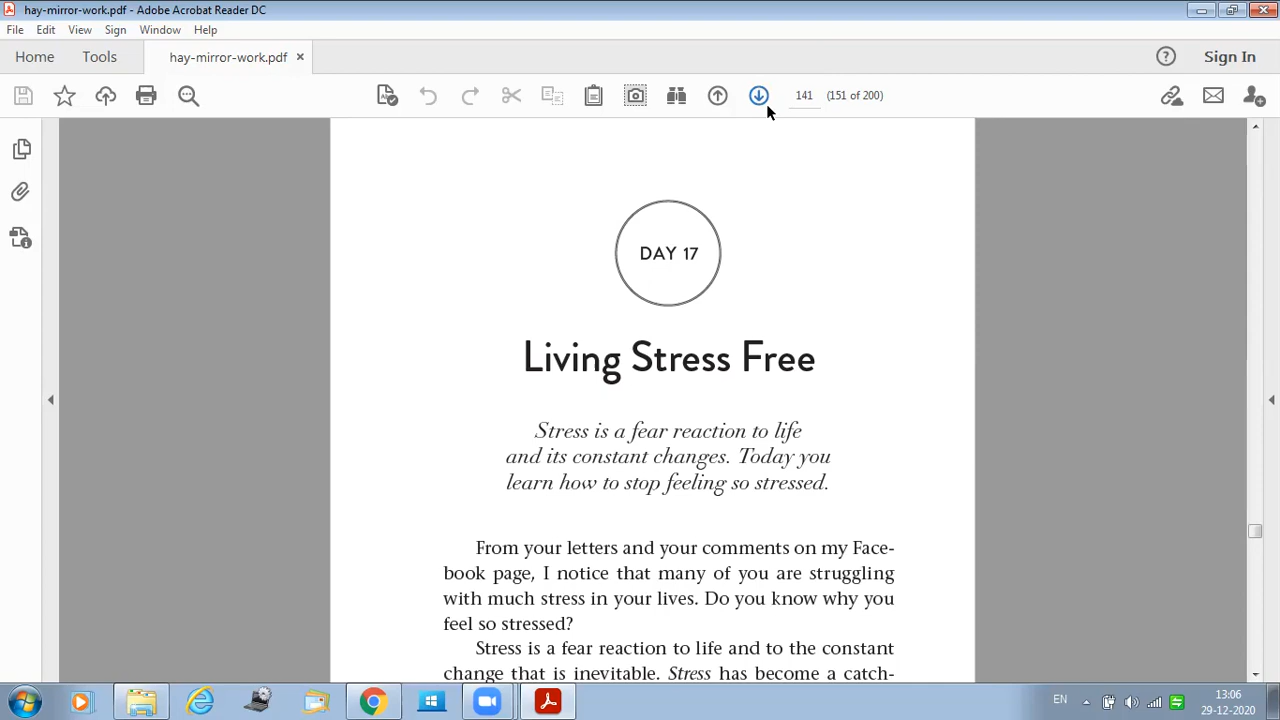 hay-mirror-work.pdf - Adobe Acrobat Reader DC
File Edit View Sign Window Help
Home Tools hay-mirror-work.pdf × Sign In
141 (151 of 200)
DAY 17
Living Stress Free
Stress is a fear reaction to life
and its constant changes. Today you
learn how to stop feeling so stressed.
From your letters and your comments on my Face-
book page, I notice that many of you are struggling
with much stress in your lives. Do you know why you
feel so stressed?
Stress is a fear reaction to life and to the constant
change that is inevitable. Stress has become a catch-
EN 13:06
29-12-2020